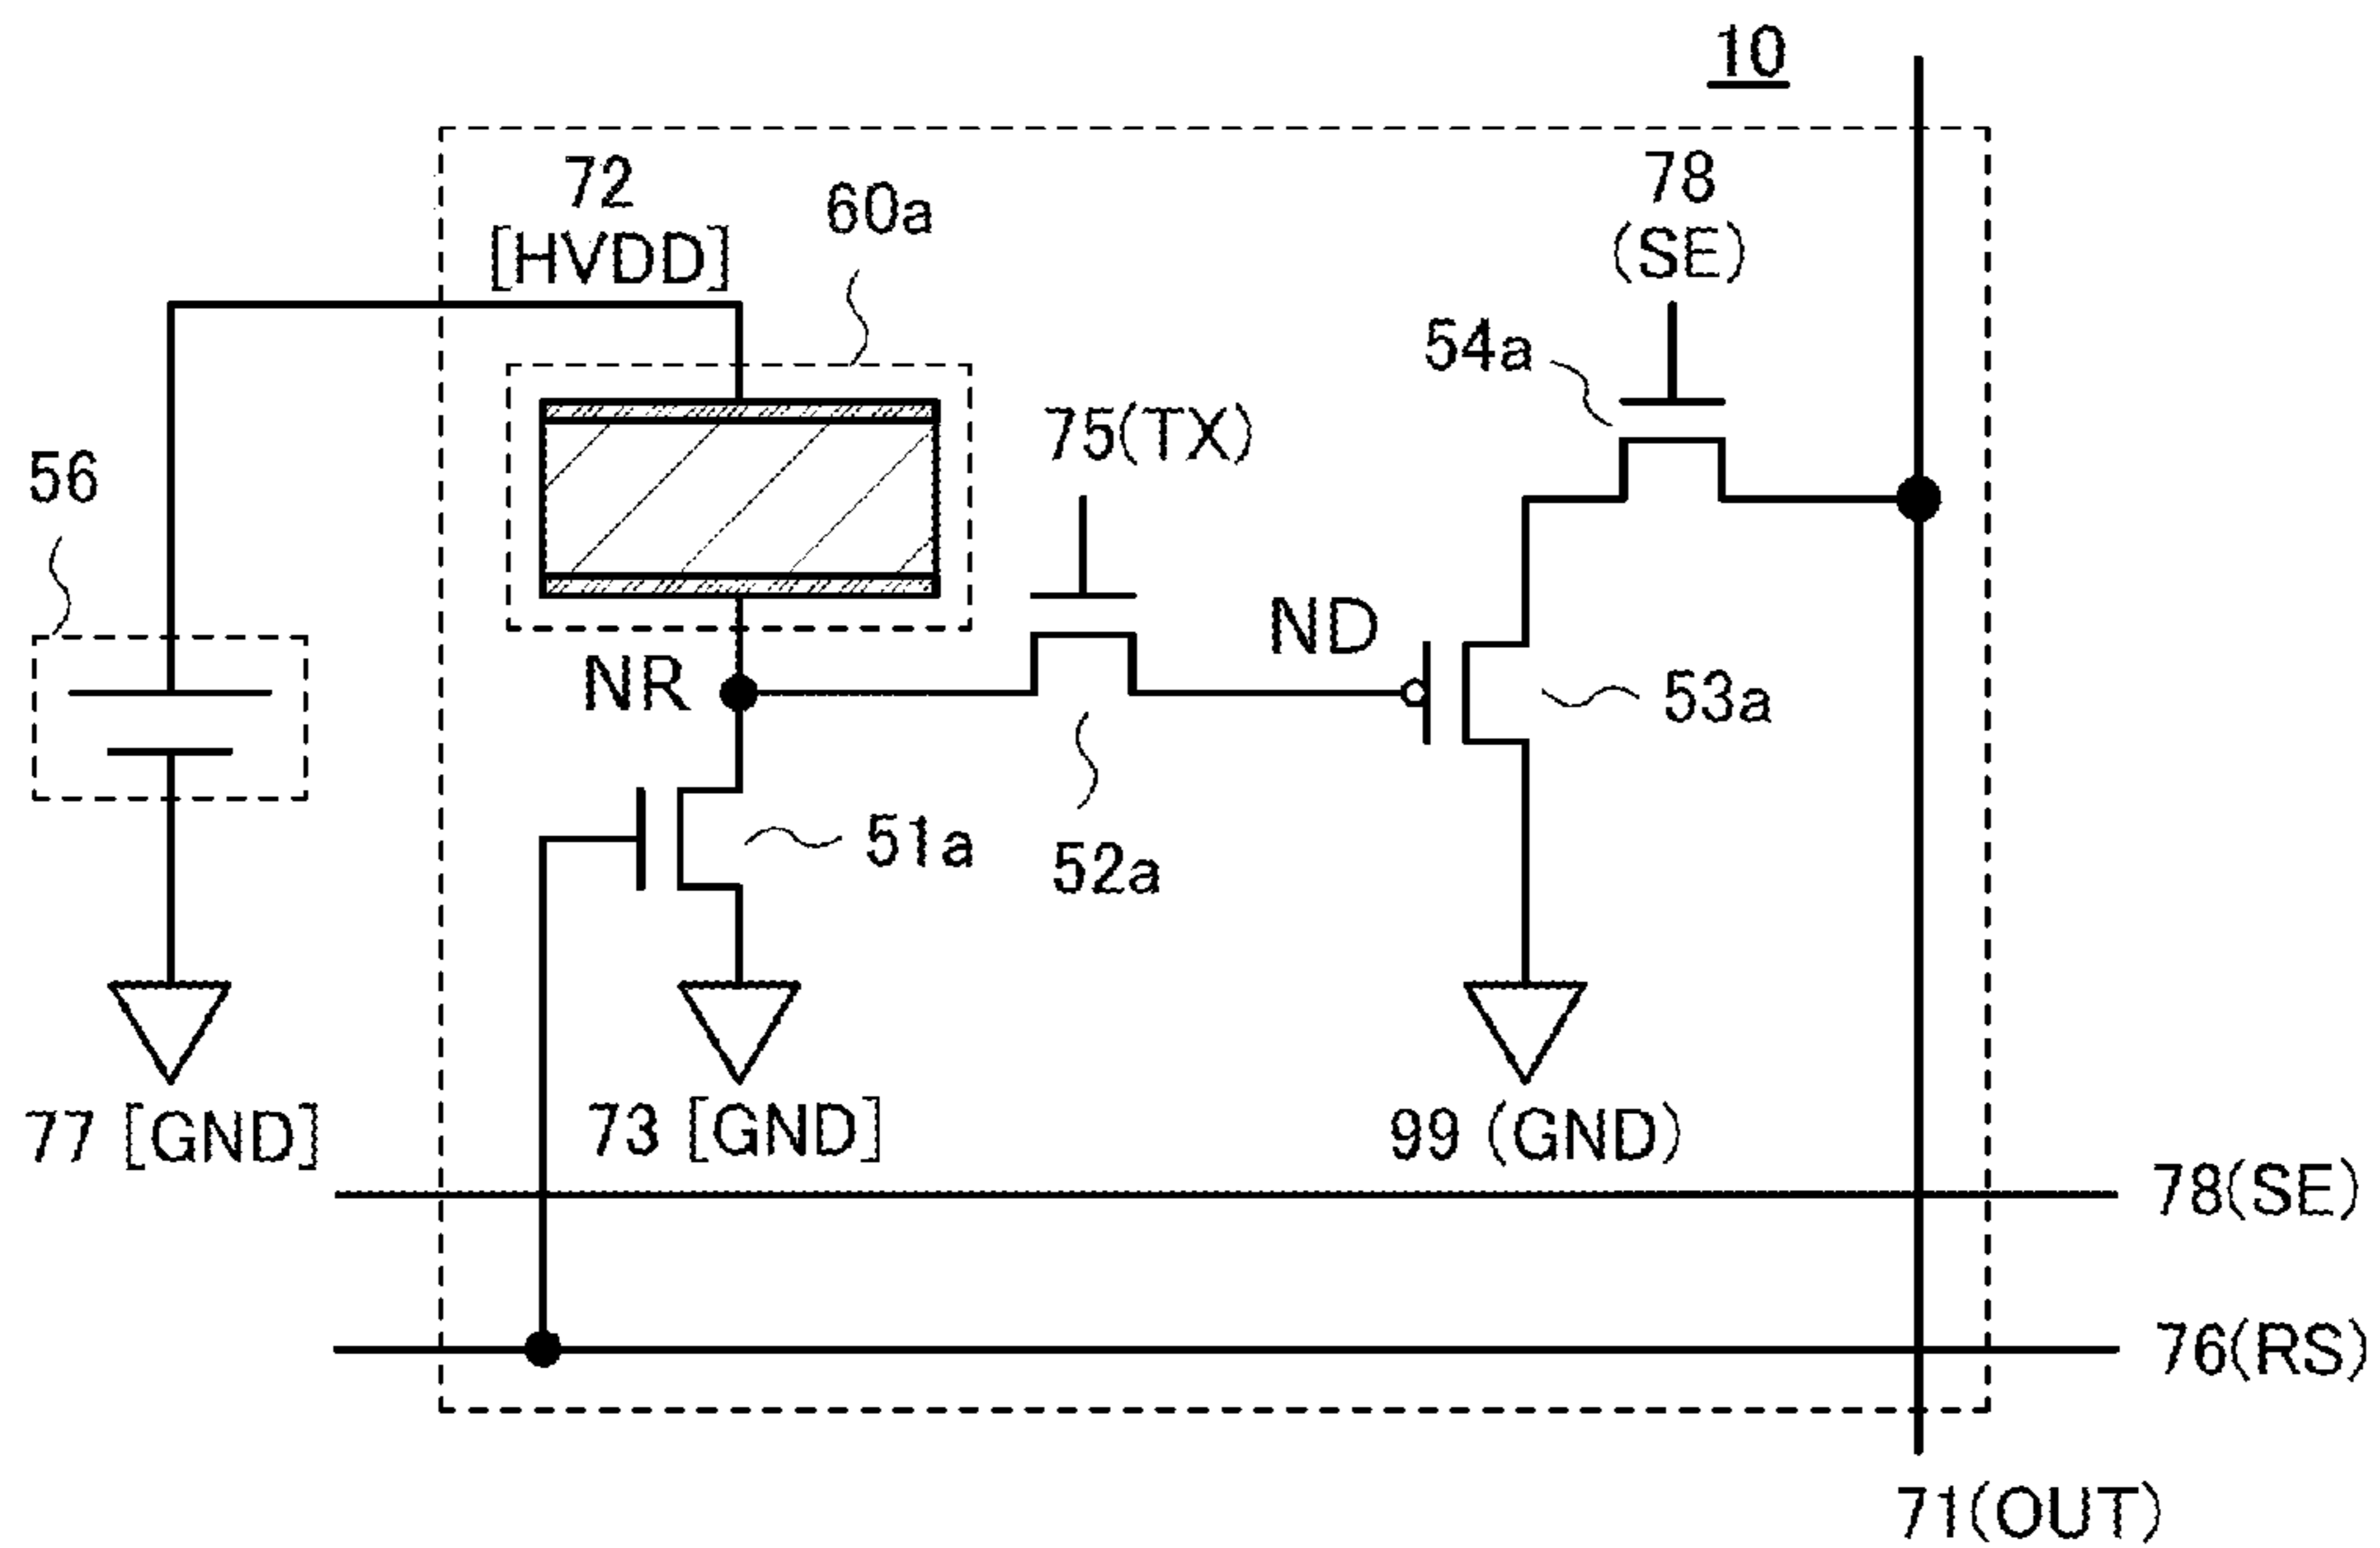 10
72
[HVDD]
60a
78
(SE)
54a
75(TX)
56
ND
NR
53a
51a
52a
77 [GND]
73 [GND]
99 (GND)
78(SE)
76(RS)
71(OUT)